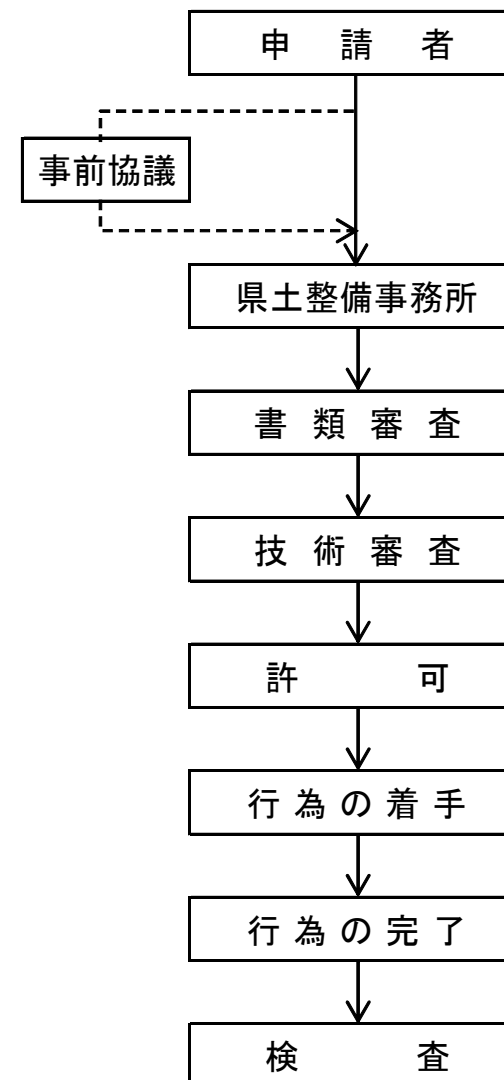 申請者
事前協議
県土整備事務所
書類審査
技術審査
許可
行為の着手
行為の完了
検査